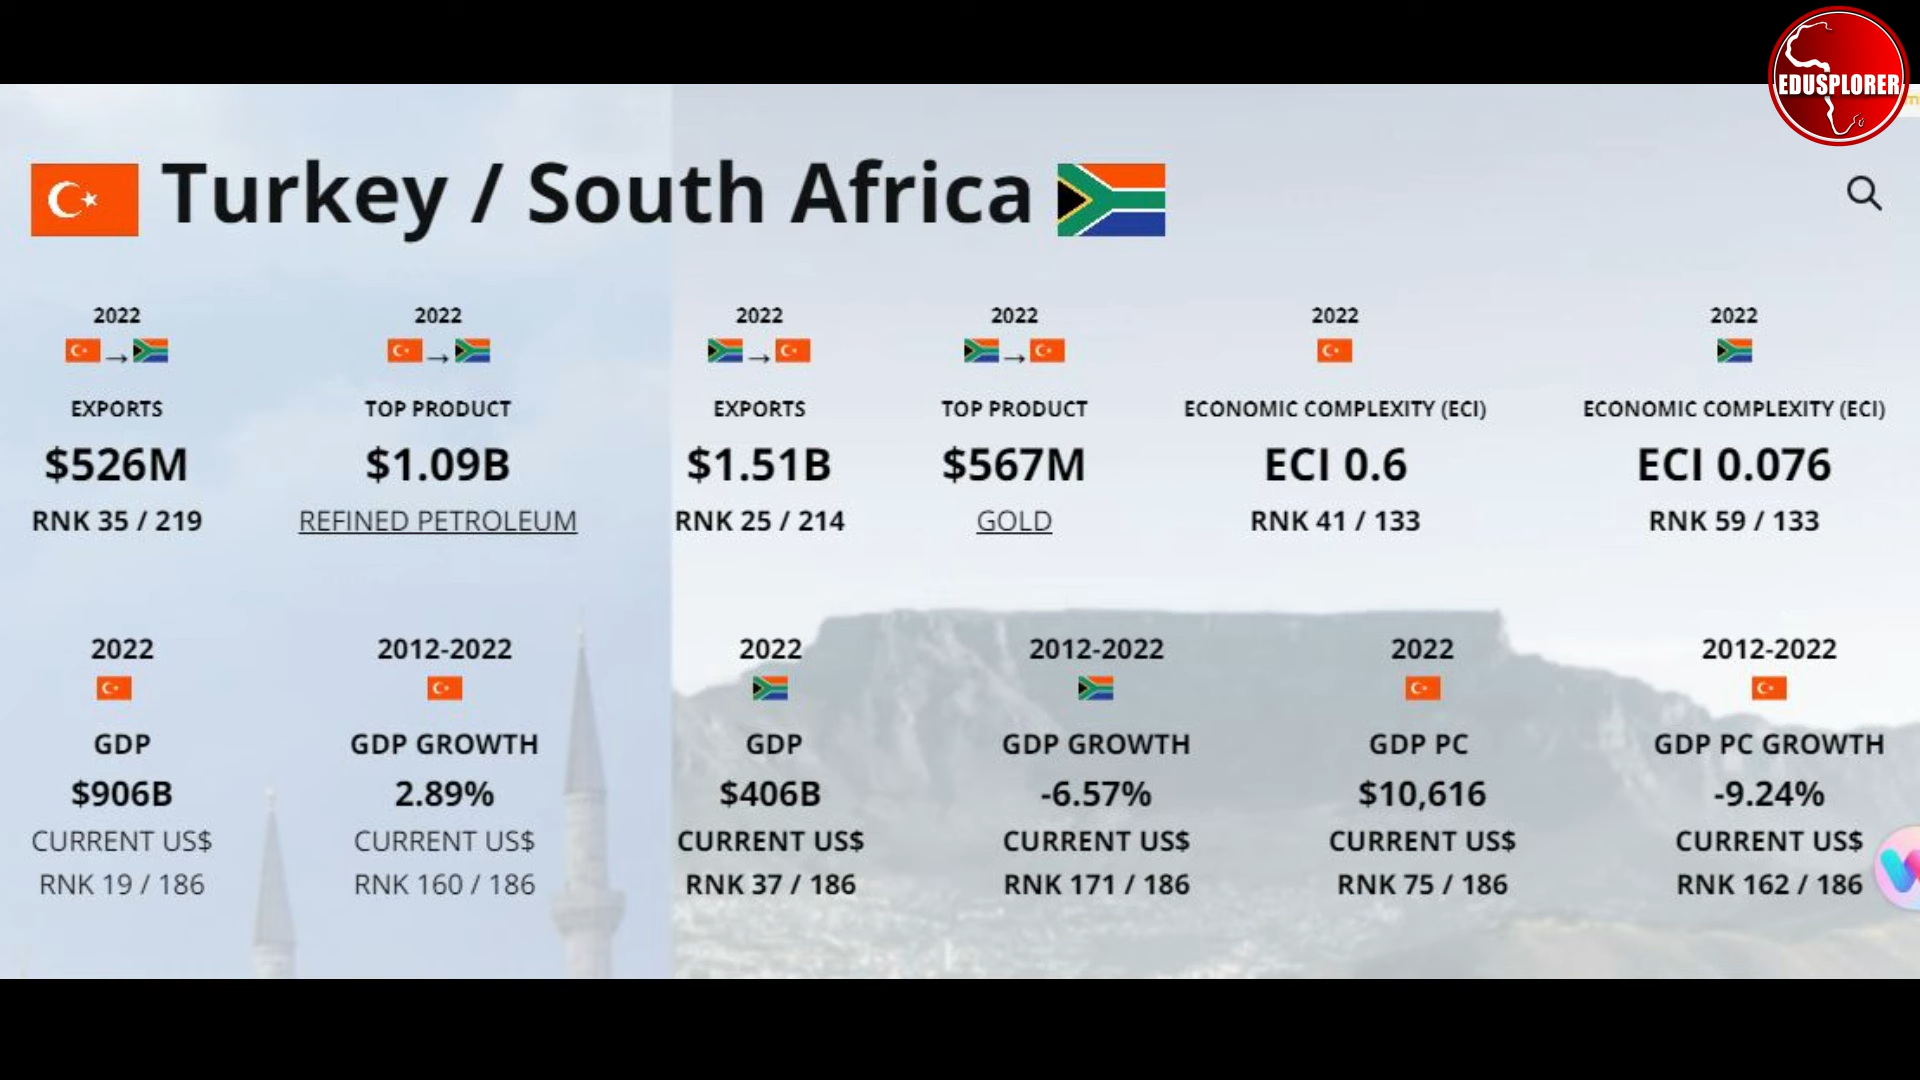 EDUSPLORER
Turkey / South Africa
2022
EXPORTS
$526M
RNK 35 / 219
2022
TOP PRODUCT
$1.09B
REFINED PETROLEUM
2022
EXPORTS
$1.51B
RNK 25 / 214
2022
TOP PRODUCT
$567M
GOLD
2022
ECONOMIC COMPLEXITY (ECI)
ECI 0.6
RNK 41 / 133
2022
ECONOMIC COMPLEXITY (ECI)
ECI 0.076
RNK 59 / 133
2022
GDP
$906B
CURRENT US$
RNK 19 / 186
2012-2022
GDP GROWTH
2.89%
CURRENT US$
RNK 160 / 186
2022
GDP
$406B
CURRENT US$
RNK 37 / 186
2012-2022
GDP GROWTH
-6.57%
CURRENT US$
RNK 171 / 186
2022
GDP PC
$10,616
CURRENT US$
RNK 75 / 186
2012-2022
GDP PC GROWTH
-9.24%
CURRENT US$
RNK 162 / 186